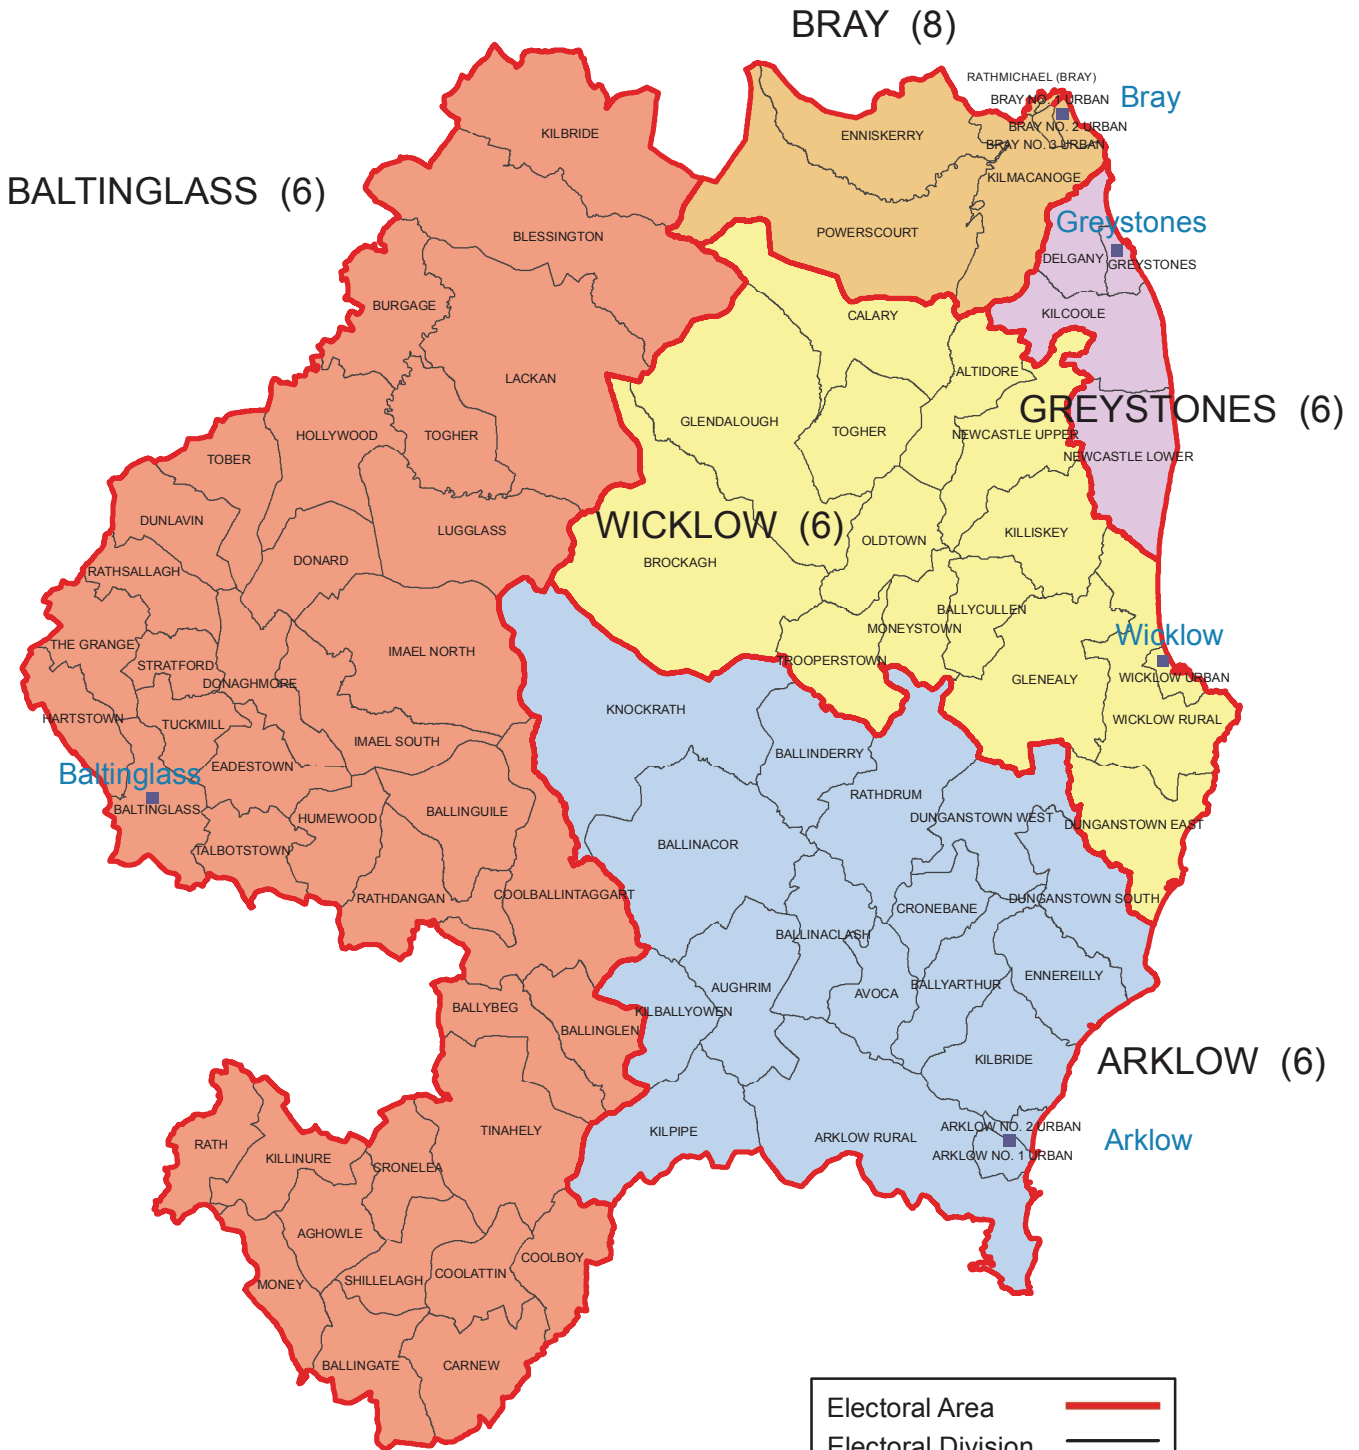 BRAY (8)
RATHMICHAEL (BRAY)
Bray
BRAY NO. 1 URBAN
BRAY NO. 2 URBAN
BRAY NO. 3 URBAN
ENNISKERRY
KILBRIDE
KILMACANOGE
BALTINGLASS (6)
Greystones
POWERSCOURT
BLESSINGTON
DELGANY
GREYSTONES
BURGAGE
CALARY
KILCOOLE
LACKAN
ALTIDORE
GREYSTONES (6)
GLENDALOUGH
TOGHER
HOLLYWOOD
TOGHER
NEWCASTLE UPPER
TOBER
NEWCASTLE LOWER
DUNLAVIN
WICKLOW (6)
LUGGLASS
KILLISKEY
OLDTOWN
DONARD
BROCKAGH
RATHSALLAGH
BALLYCULLEN
MONEYSTOWN
Wicklow
THE GRANGE
IMAEL NORTH
STRATFORD
TROOPERSTOWN
GLENEALY
WICKLOW URBAN
DONAGHMORE
KNOCKRATH
HARTSTOWN
TUCKMILL
WICKLOW RURAL
IMAEL SOUTH
BALLINDERRY
EADESTOWN
Baltinglass
RATHDRUM
BALTINGLASS
HUMEWOOD
BALLINGUILE
DUNGANSTOWN WEST
DUNGANSTOWN EAST
BALLINACOR
TALBOTSTOWN
RATHDANGAN
COOLBALLINTAGGART
DUNGANSTOWN SOUTH
CRONEBANE
BALLINACLASH
ENNEREILLY
AUGHRIM
AVOCA
BALLYARTHUR
BALLYBEG
KILBALLYOWEN
BALLINGLEN
KILBRIDE
ARKLOW (6)
TINAHELY
KILPIPE
ARKLOW RURAL
ARKLOW NO. 2 URBAN
Arklow
RATH
KILLINURE
CRONELEA
ARKLOW NO. 1 URBAN
AGHOWLE
COOLBOY
MONEY
SHILLELAGH
COOLATTIN
BALLINGATE
CARNEW
Electoral Area
Electoral Division